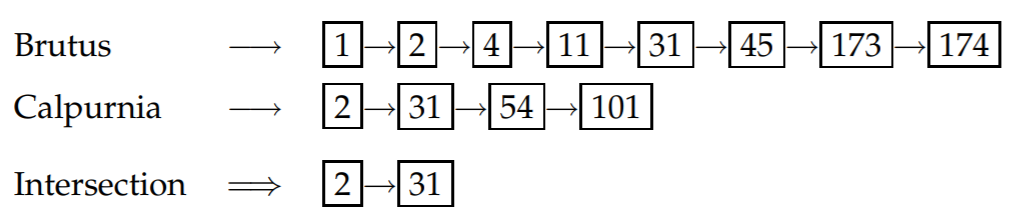 Brutus ⟶ 1 → 2 → 4 → 11 → 31 → 45 → 173 → 174
Calpurnia ⟶ 2 → 31 → 54 → 101
Intersection ⟹ 2 → 31